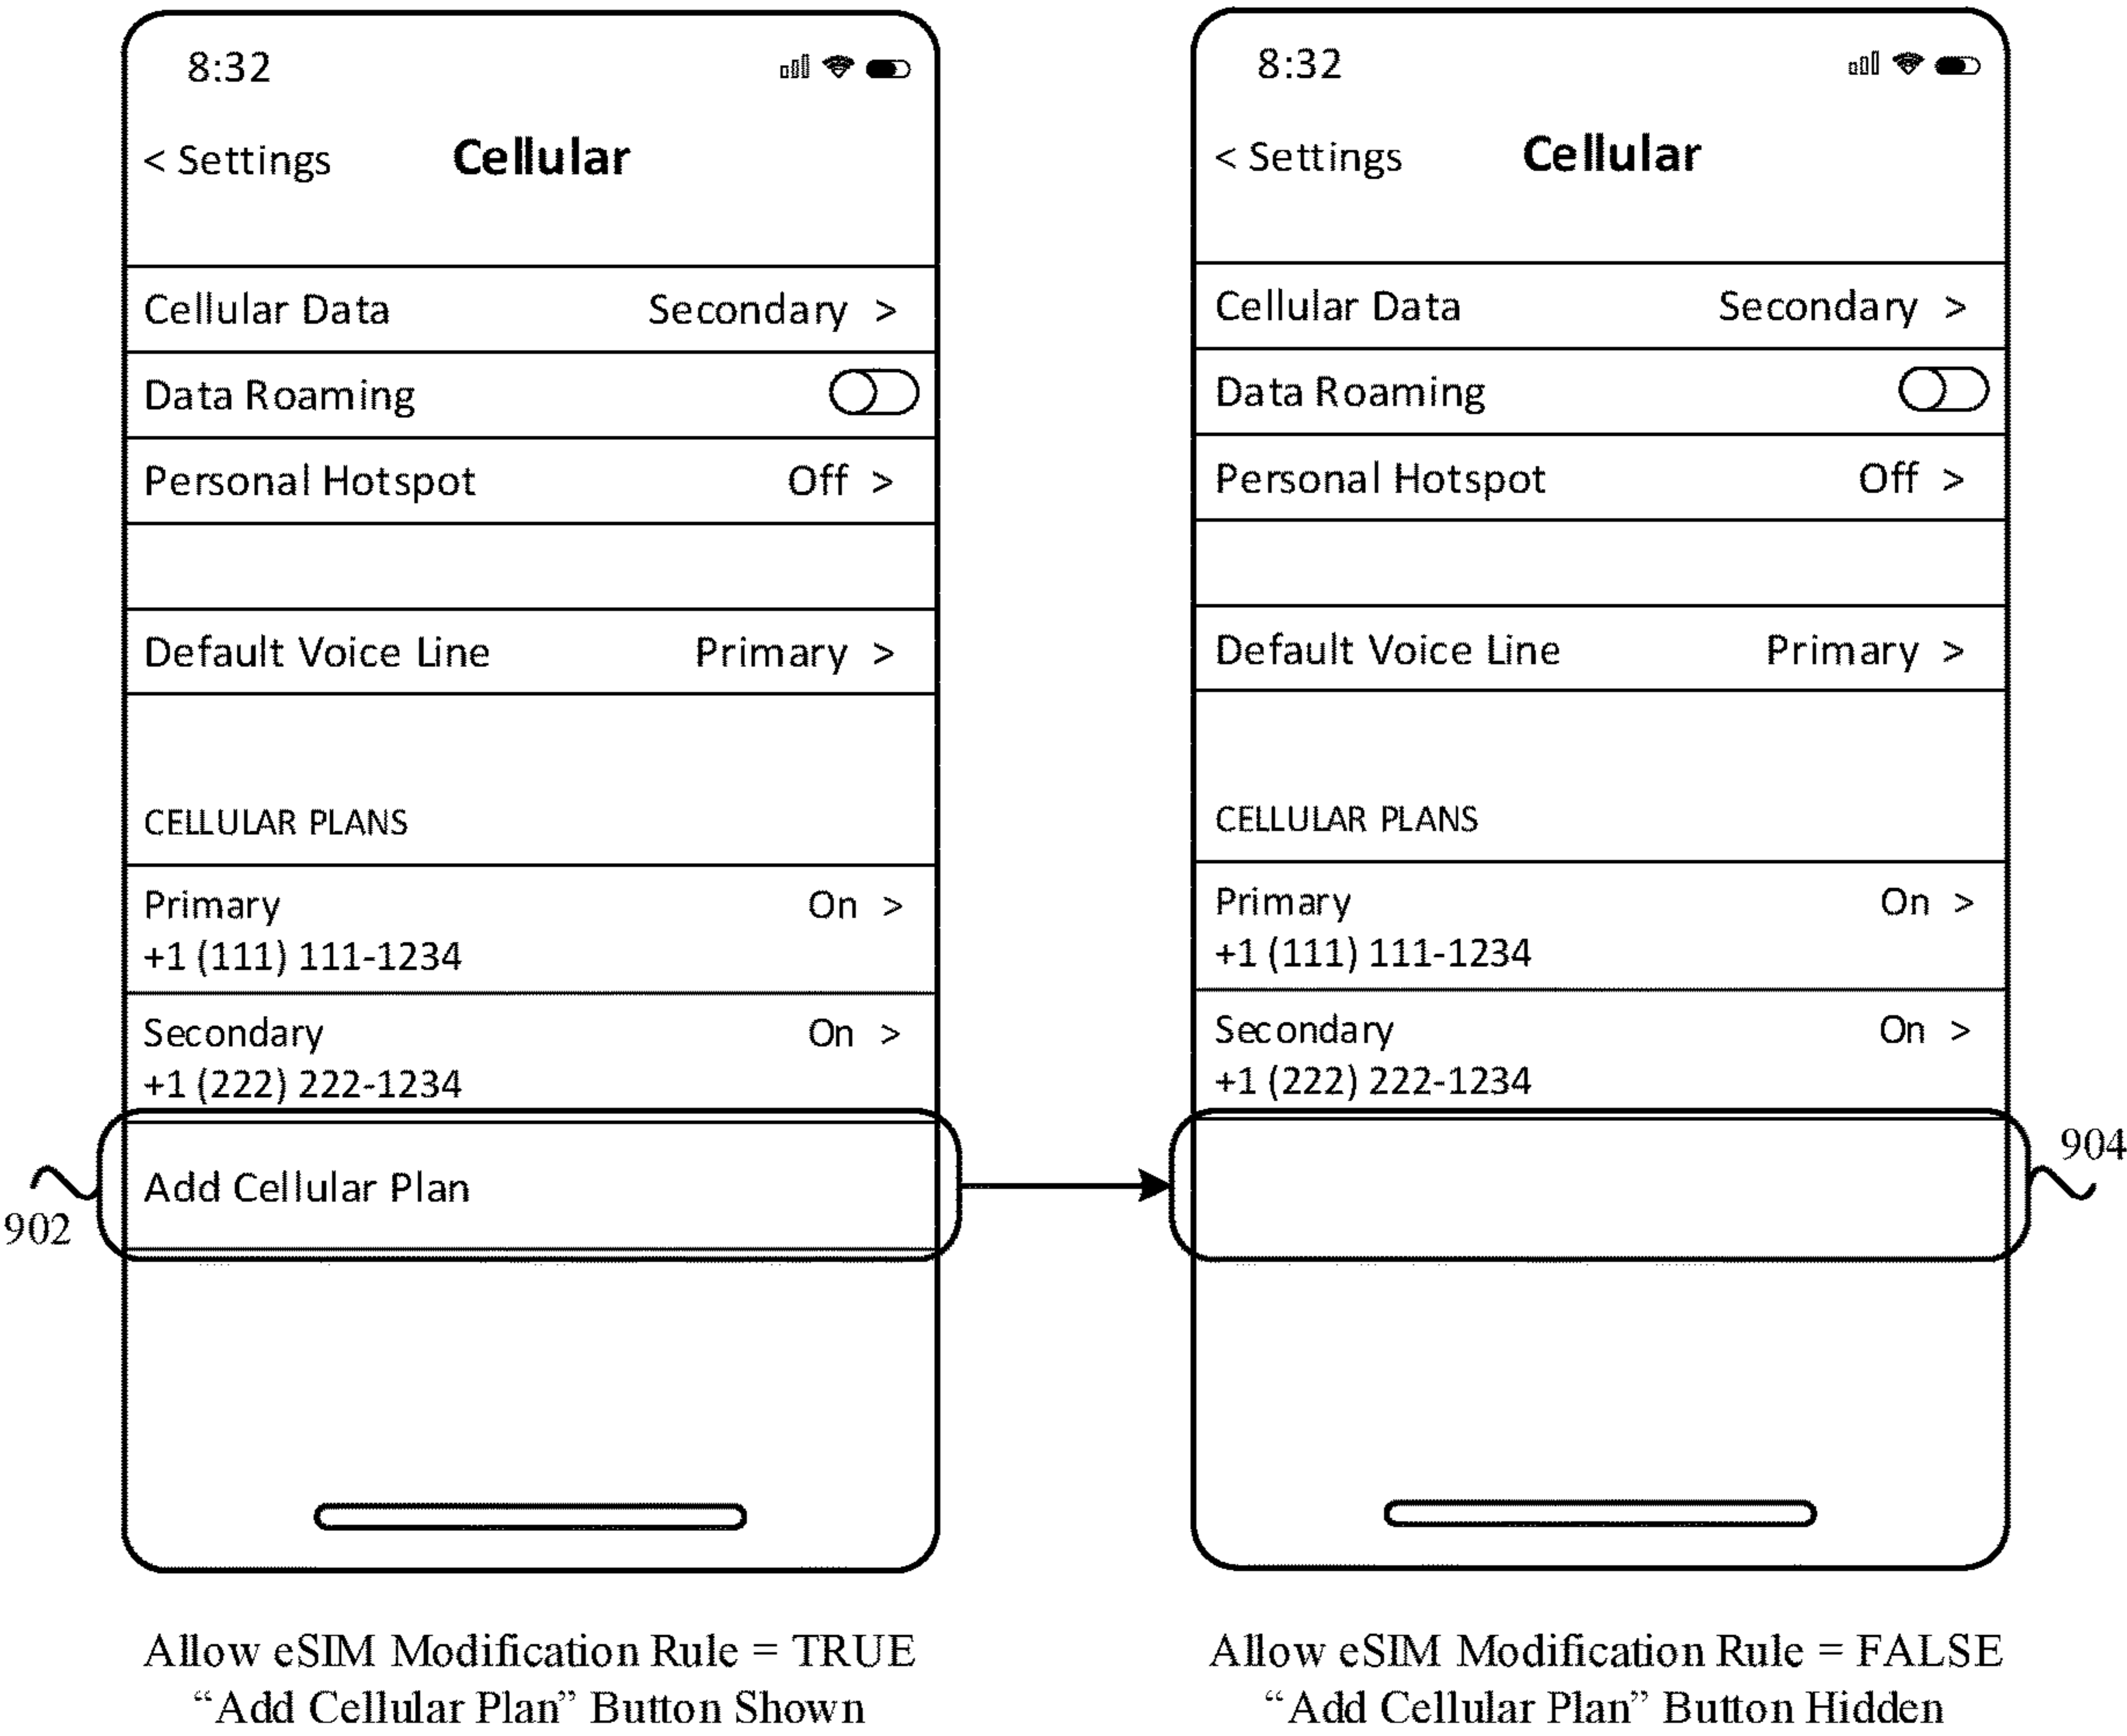 8:32
< Settings Cellular
Cellular Data Secondary >
Data Roaming
Personal Hotspot Off >
Default Voice Line Primary >
CELLULAR PLANS
Primary On >
+1 (111) 111-1234
Secondary On >
+1 (222) 222-1234
Add Cellular Plan
902
Allow eSIM Modification Rule = TRUE
“Add Cellular Plan” Button Shown
8:32
< Settings Cellular
Cellular Data Secondary >
Data Roaming
Personal Hotspot Off >
Default Voice Line Primary >
CELLULAR PLANS
Primary On >
+1 (111) 111-1234
Secondary On >
+1 (222) 222-1234
904
Allow eSIM Modification Rule = FALSE
“Add Cellular Plan” Button Hidden